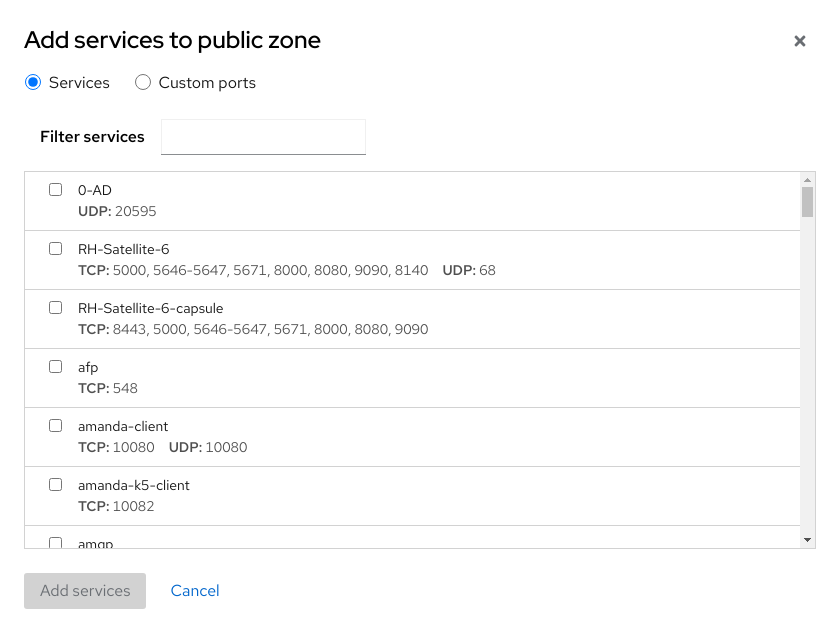 Add services to public zone
Services Custom ports
Filter services
0-AD
UDP: 20595
RH-Satellite-6
TCP: 5000, 5646-5647, 5671, 8000, 8080, 9090, 8140 UDP: 68
RH-Satellite-6-capsule
TCP: 8443, 5000, 5646-5647, 5671, 8000, 8080, 9090
afp
TCP: 548
amanda-client
TCP: 10080 UDP: 10080
amanda-k5-client
TCP: 10082
amqp
Add services Cancel